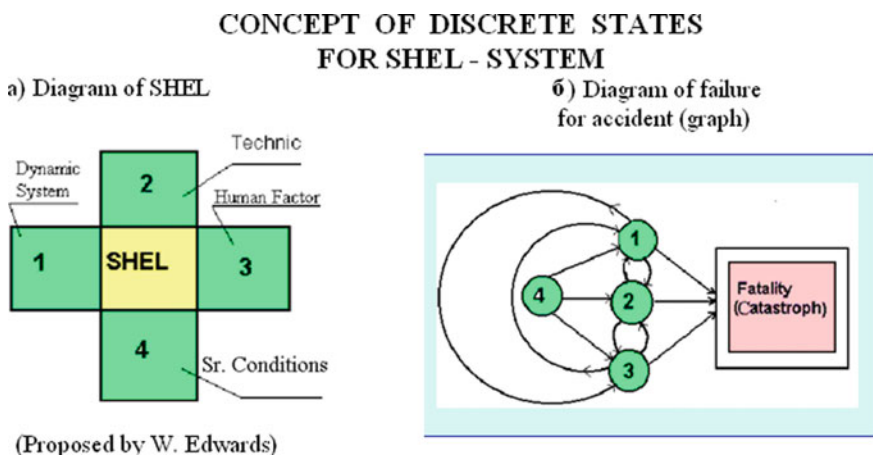 CONCEPT OF DISCRETE STATES
FOR SHEL - SYSTEM
a) Diagram of SHEL
б) Diagram of failure
for accident (graph)
Technic
Dynamic
System
2
Human Factor
1
SHEL
3
4
Sr. Conditions
(Proposed by W. Edwards)
1
4
2
3
Fatality
(Catastroph)